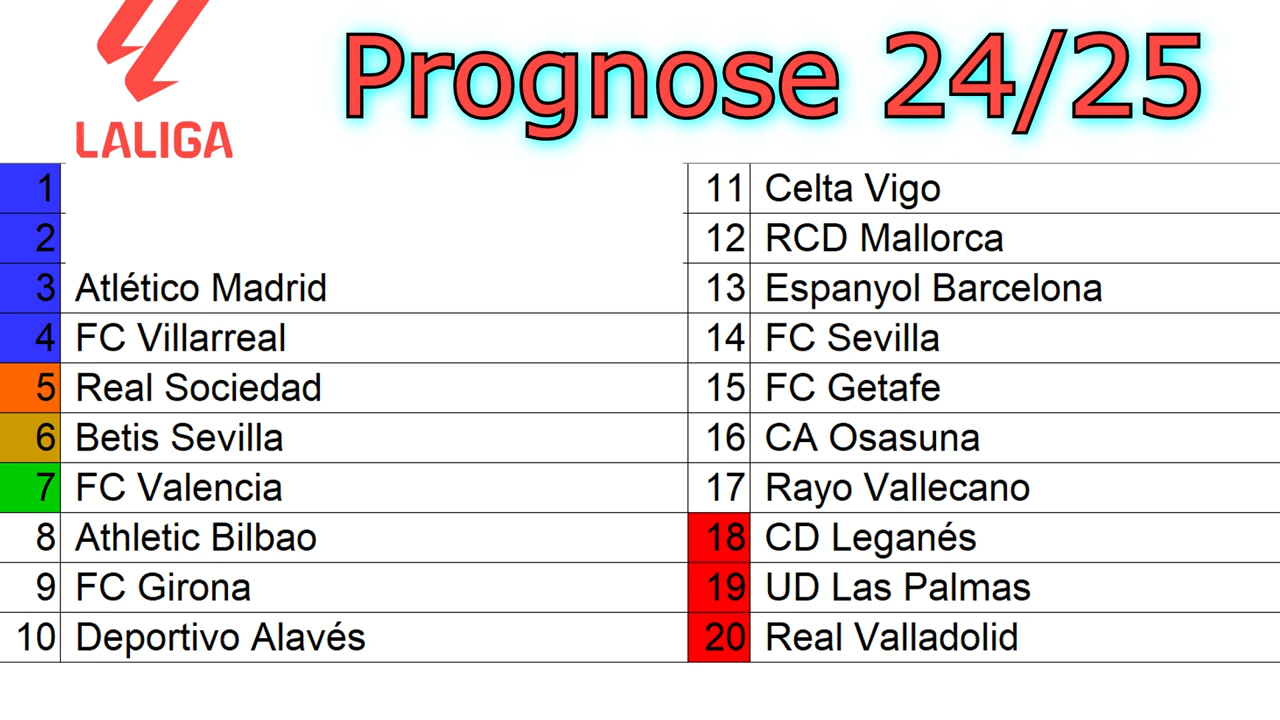 LALIGA
Prognose 24/25
1
2
3 Atlético Madrid
4 FC Villarreal
5 Real Sociedad
6 Betis Sevilla
7 FC Valencia
8 Athletic Bilbao
9 FC Girona
10 Deportivo Alavés
11 Celta Vigo
12 RCD Mallorca
13 Espanyol Barcelona
14 FC Sevilla
15 FC Getafe
16 CA Osasuna
17 Rayo Vallecano
18 CD Leganés
19 UD Las Palmas
20 Real Valladolid